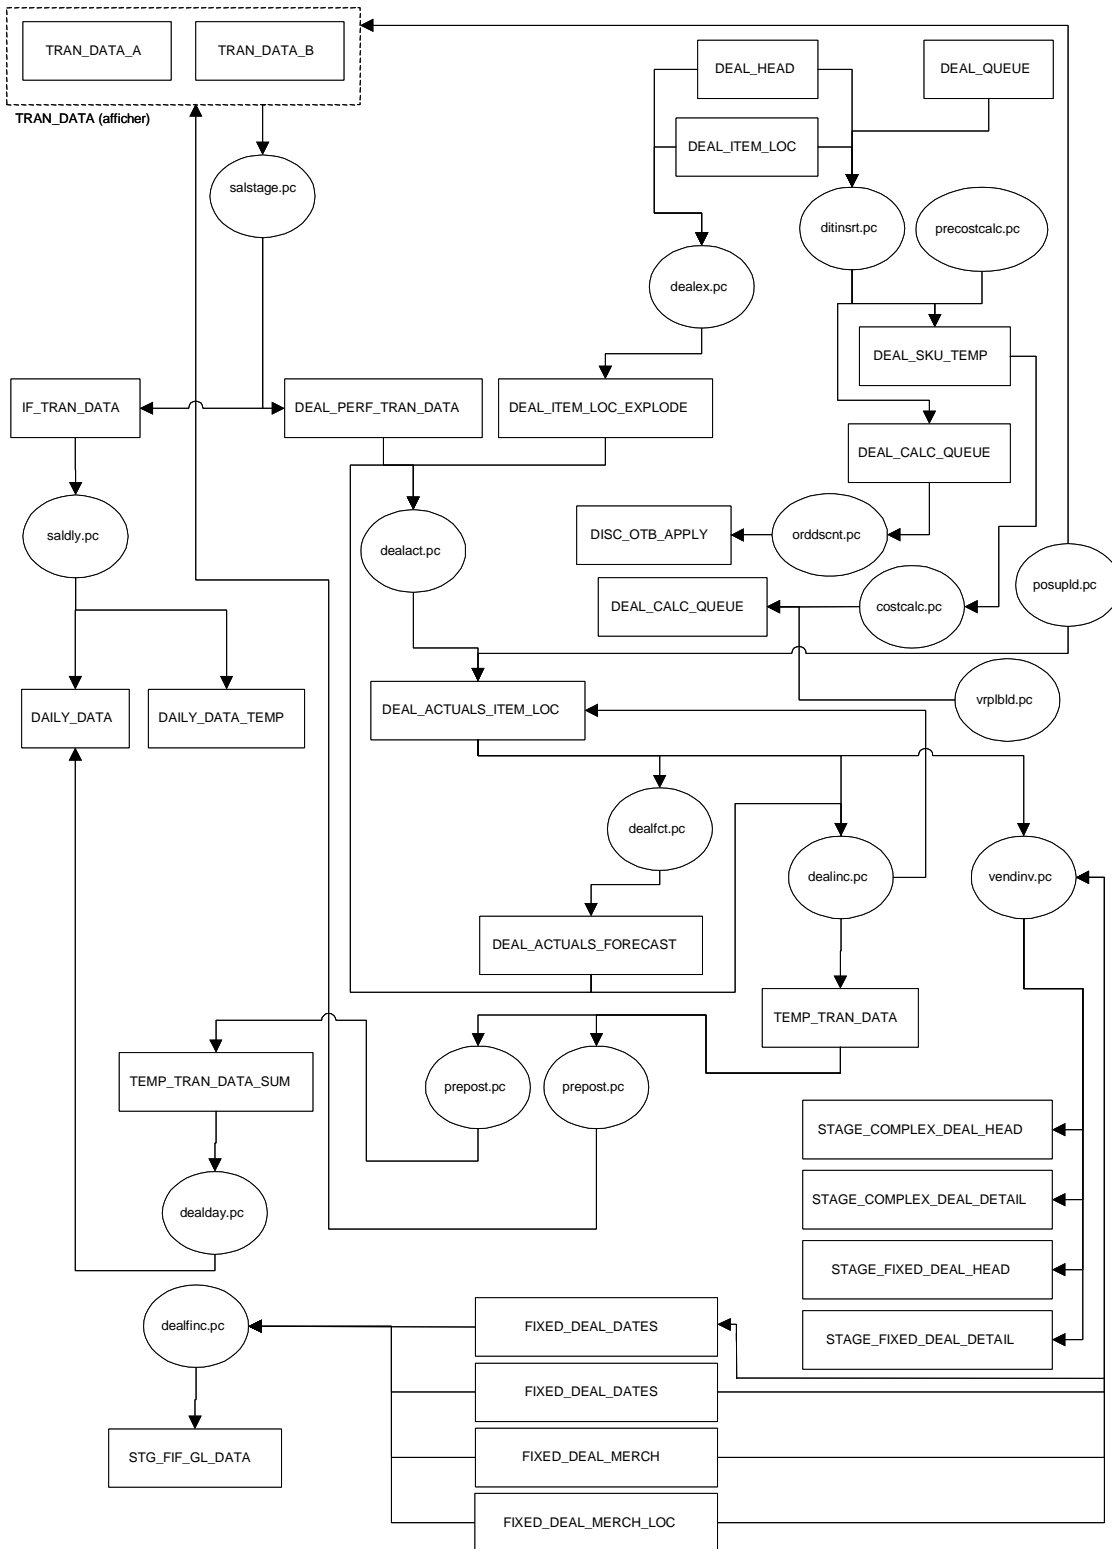 TRAN_DATA_A
TRAN_DATA_B
TRAN_DATA (afficher)
DEAL_HEAD
DEAL_QUEUE
DEAL_ITEM_LOC
salstage.pc
ditinsrt.pc
precostcalc.pc
dealex.pc
DEAL_SKU_TEMP
IF_TRAN_DATA
DEAL_PERF_TRAN_DATA
DEAL_ITEM_LOC_EXPLODE
DEAL_CALC_QUEUE
saldly.pc
dealact.pc
DISC_OTB_APPLY
orddscnt.pc
posupld.pc
DEAL_CALC_QUEUE
costcalc.pc
DAILY_DATA
DAILY_DATA_TEMP
DEAL_ACTUALS_ITEM_LOC
vrplbld.pc
dealfct.pc
dealinc.pc
vendinv.pc
DEAL_ACTUALS_FORECAST
TEMP_TRAN_DATA
TEMP_TRAN_DATA_SUM
prepost.pc
prepost.pc
STAGE_COMPLEX_DEAL_HEAD
STAGE_COMPLEX_DEAL_DETAIL
dealday.pc
STAGE_FIXED_DEAL_HEAD
dealfinc.pc
FIXED_DEAL_DATES
STAGE_FIXED_DEAL_DETAIL
FIXED_DEAL_DATES
STG_FIF_GL_DATA
FIXED_DEAL_MERCH
FIXED_DEAL_MERCH_LOC